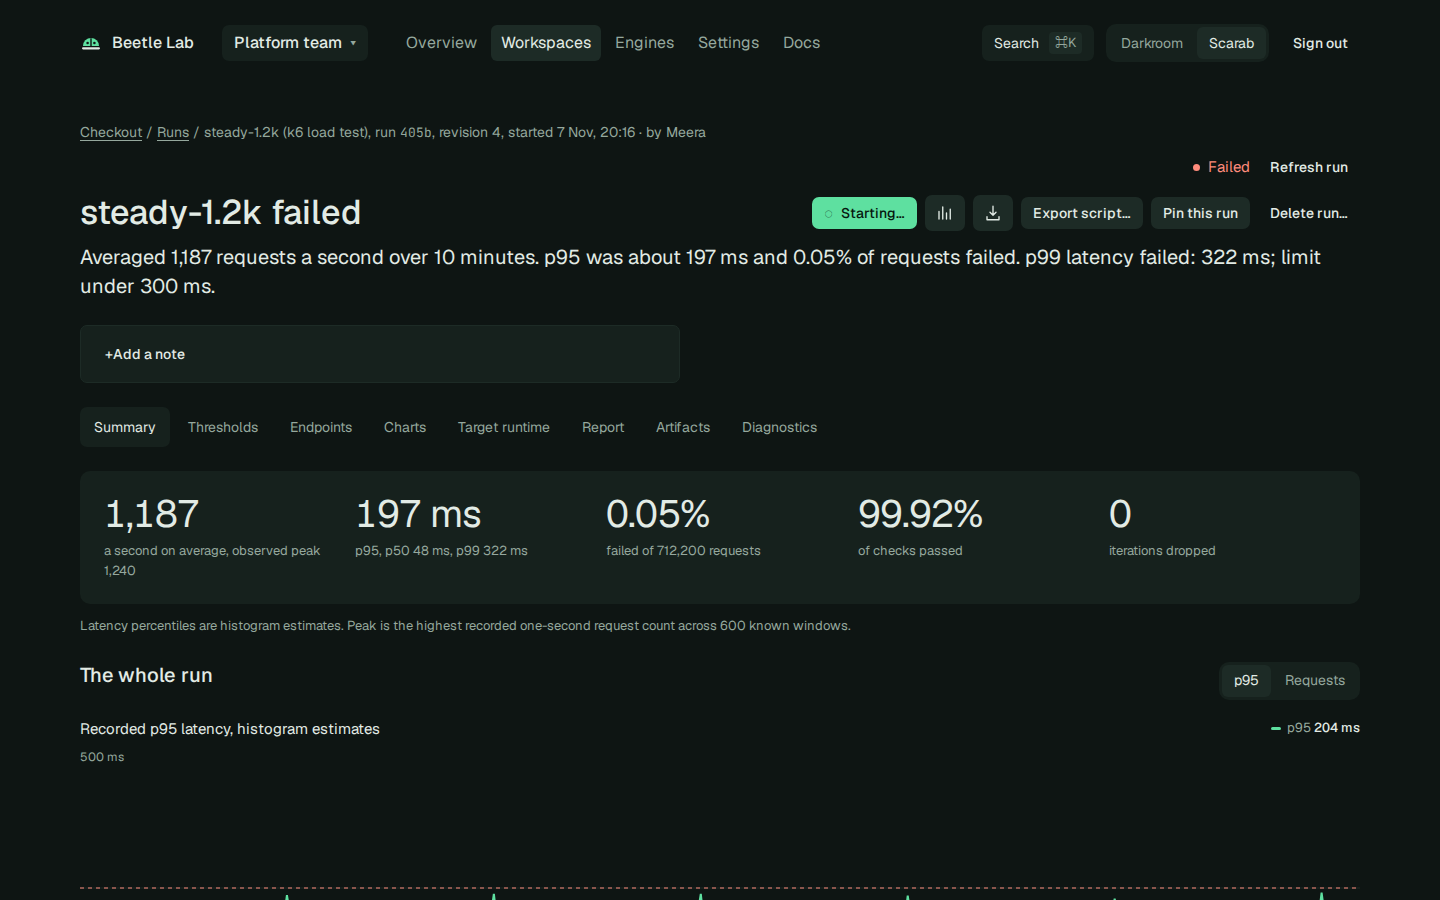 Beetle Lab
Platform team
Overview
Workspaces
Engines
Settings
Docs
Search ⌘K
Darkroom
Scarab
Sign out
Checkout / Runs / steady-1.2k (k6 load test), run 405b, revision 4, started 7 Nov, 20:16 · by Meera
Failed
Refresh run
steady-1.2k failed
Starting…
Export script…
Pin this run
Delete run…
Averaged 1,187 requests a second over 10 minutes. p95 was about 197 ms and 0.05% of requests failed. p99 latency failed: 322 ms; limit
under 300 ms.
+Add a note
Summary
Thresholds
Endpoints
Charts
Target runtime
Report
Artifacts
Diagnostics
1,187
a second on average, observed peak
1,240
197 ms
p95, p50 48 ms, p99 322 ms
0.05%
failed of 712,200 requests
99.92%
of checks passed
0
iterations dropped
Latency percentiles are histogram estimates. Peak is the highest recorded one-second request count across 600 known windows.
The whole run
p95
Requests
Recorded p95 latency, histogram estimates
p95 204 ms
500 ms